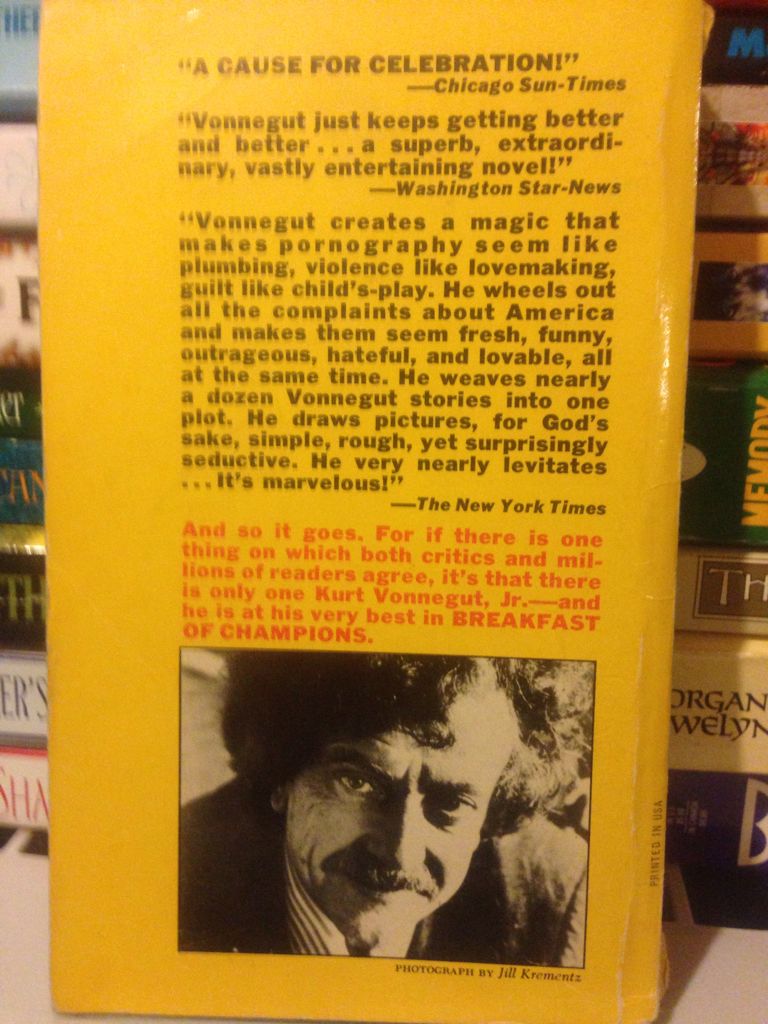 "A CAUSE FOR CELEBRATION!"
—Chicago Sun-Times
"Vonnegut just keeps getting better
and better . . . a superb, extraordi-
nary, vastly entertaining novel!"
—Washington Star-News
"Vonnegut creates a magic that
makes pornography seem like
plumbing, violence like lovemaking,
guilt like child's-play. He wheels out
all the complaints about America
and makes them seem fresh, funny,
outrageous, hateful, and lovable, all
at the same time. He weaves nearly
a dozen Vonnegut stories into one
plot. He draws pictures, for God's
sake, simple, rough, yet surprisingly
seductive. He very nearly levitates
. . . It's marvelous!"
—The New York Times
And so it goes. For if there is one
thing on which both critics and mil-
lions of readers agree, it's that there
is only one Kurt Vonnegut, Jr.—and
he is at his very best in BREAKFAST
OF CHAMPIONS.
PHOTOGRAPH BY Jill Krementz
PRINTED IN USA
MEMORY
TH
ORGAN
WELYN
ER'S
SHA